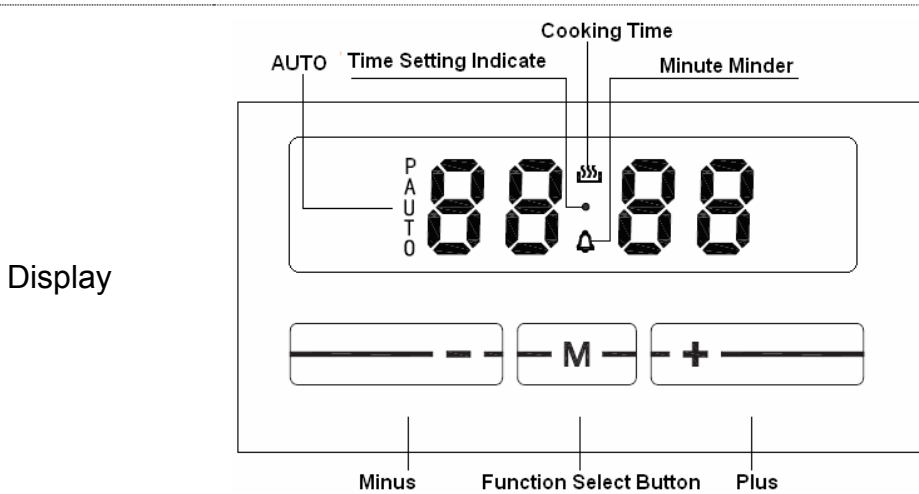 Cooking Time
AUTO Time Setting Indicate Minute Minder
P
A
U
T
O
88 88
Display
- M +
Minus Function Select Button Plus